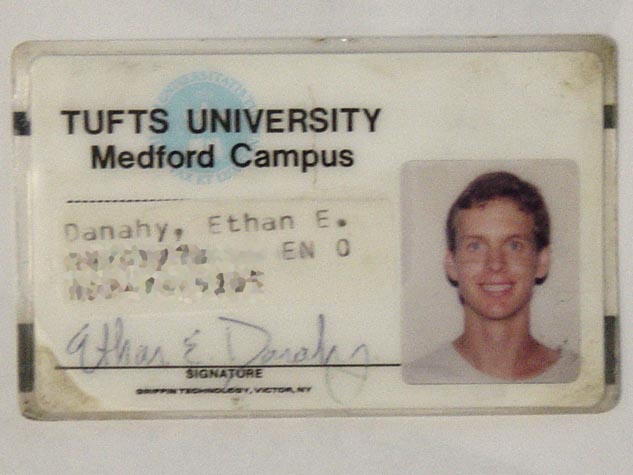 TUFTS UNIVERSITY
Medford Campus
Danahy, Ethan E.
EN 0
Ethan E. Danahy
SIGNATURE
GRIFFIN TECHNOLOGY, VICTOR, NY